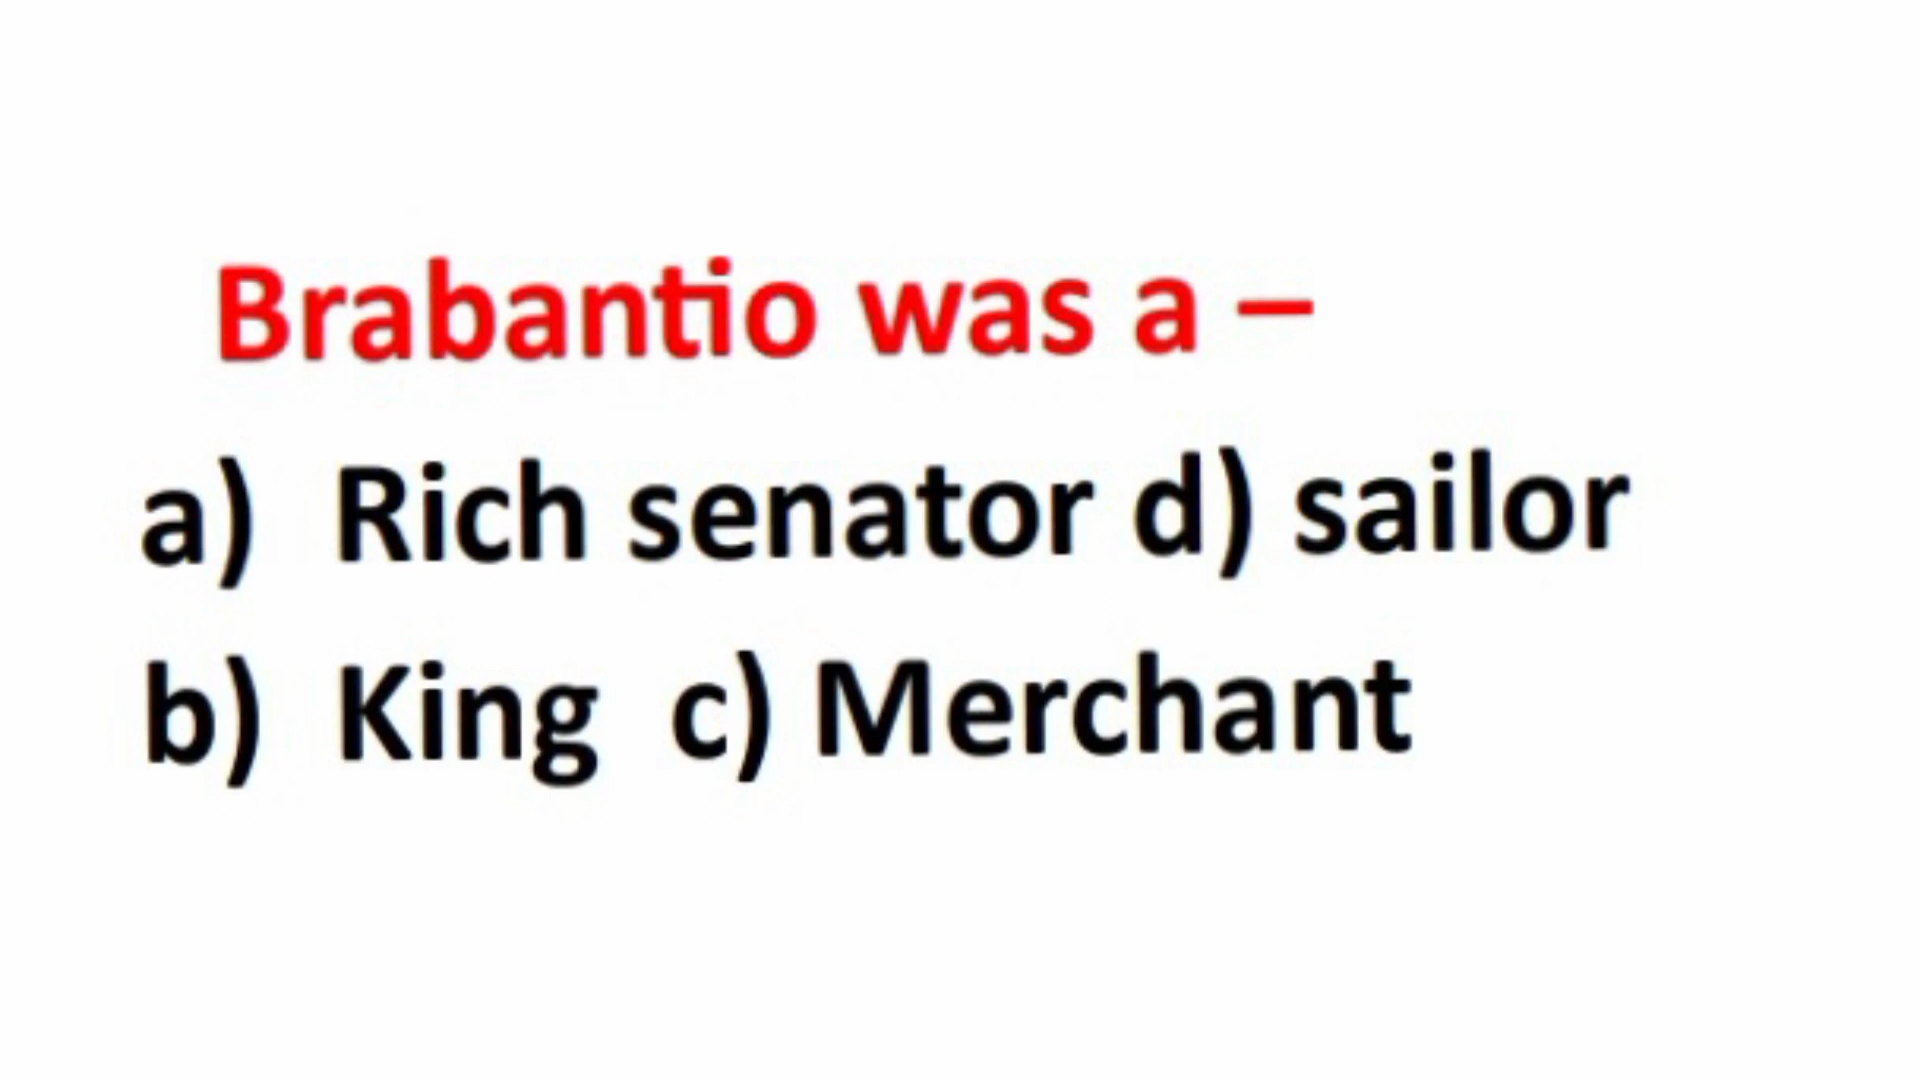 Brabantio was a –
a) Rich senator d) sailor
b) King c) Merchant